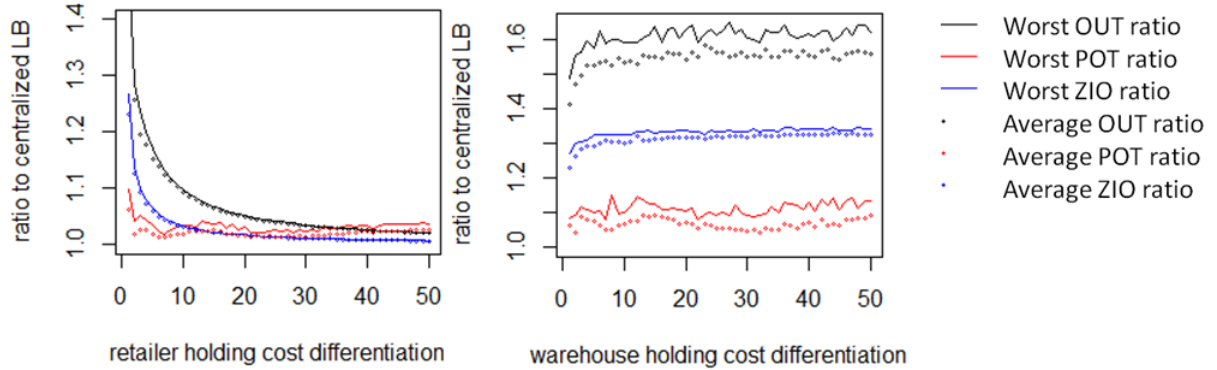 ratio to centralized LB
1.0 1.1 1.2 1.3 1.4
0 10 20 30 40 50
retailer holding cost differentiation
ratio to centralized LB
1.0 1.2 1.4 1.6
0 10 20 30 40 50
warehouse holding cost differentiation
Worst OUT ratio
Worst POT ratio
Worst ZIO ratio
Average OUT ratio
Average POT ratio
Average ZIO ratio